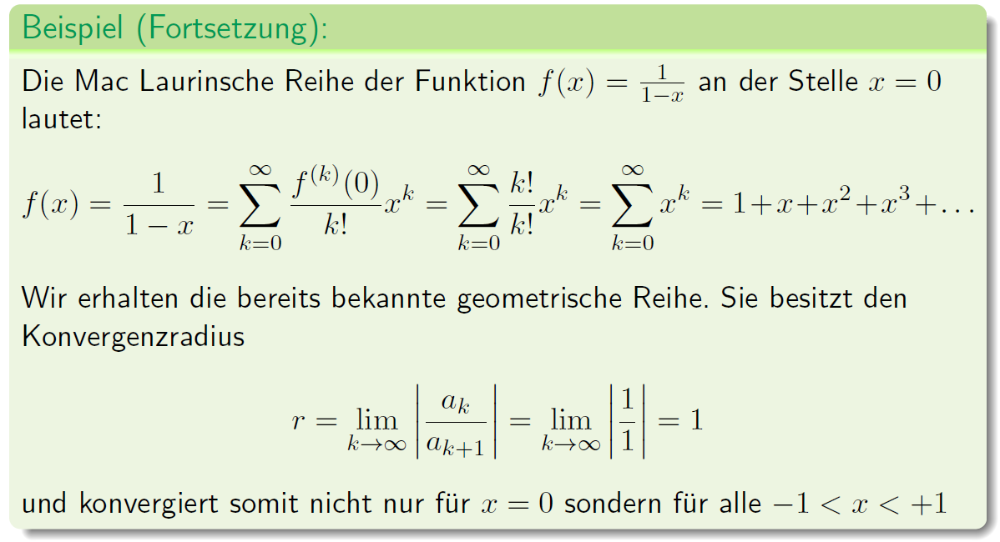 Beispiel (Fortsetzung):
Die Mac Laurinsche Reihe der Funktion $f(x) = \frac{1}{1-x}$ an der Stelle $x = 0$
lautet:
$f(x) = \frac{1}{1-x} = \sum_{k=0}^{\infty} \frac{f^{(k)}(0)}{k!} x^k = \sum_{k=0}^{\infty} \frac{k!}{k!} x^k = \sum_{k=0}^{\infty} x^k = 1 + x + x^2 + x^3 + \ldots$
Wir erhalten die bereits bekannte geometrische Reihe. Sie besitzt den
Konvergenzradius
$r = \lim_{k \to \infty} \left| \frac{a_k}{a_{k+1}} \right| = \lim_{k \to \infty} \left| \frac{1}{1} \right| = 1$
und konvergiert somit nicht nur für $x = 0$ sondern für alle $-1 < x < +1$